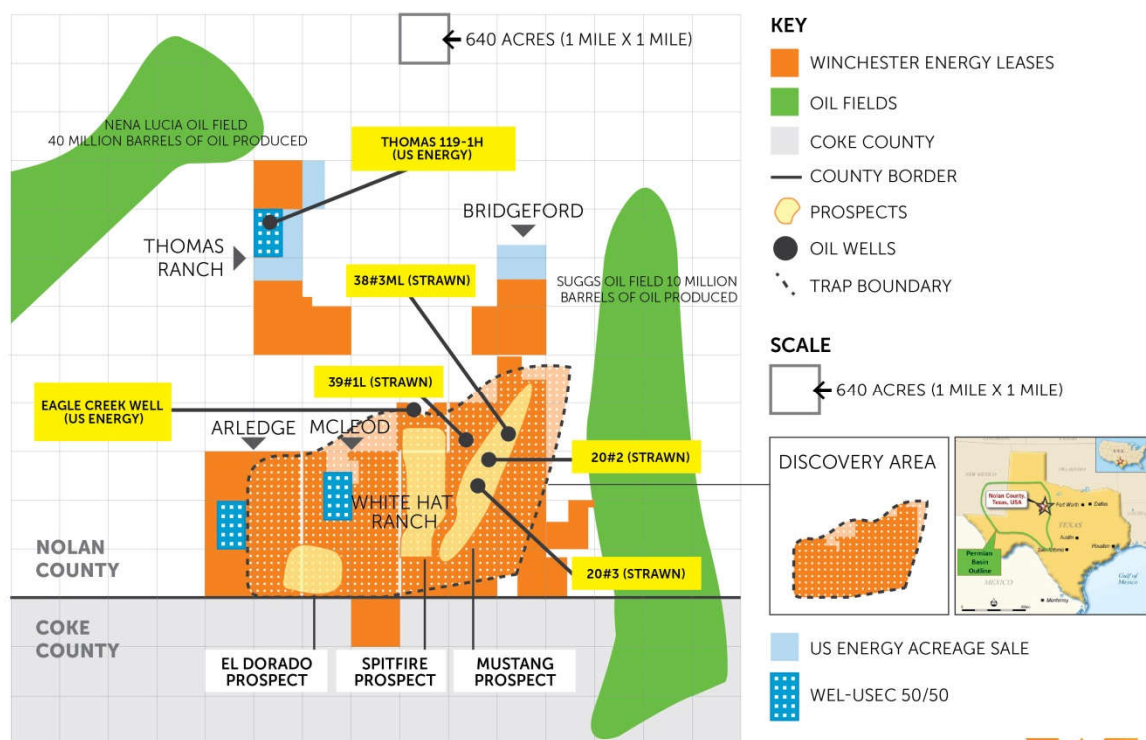 640 ACRES (1 MILE X 1 MILE)
NENA LUCIA OIL FIELD
40 MILLION BARRELS OF OIL PRODUCED
THOMAS 119-1H
(US ENERGY)
BRIDGEFORD
THOMAS
RANCH
38#3ML (STRAWN)
SUGGS OIL FIELD 10 MILLION
BARRELS OF OIL PRODUCED
39#1L (STRAWN)
EAGLE CREEK WELL
(US ENERGY)
ARLEDGE
MCLEOD
20#2 (STRAWN)
WHITE HAT
RANCH
NOLAN
COUNTY
20#3 (STRAWN)
COKE
COUNTY
EL DORADO
PROSPECT
SPITFIRE
PROSPECT
MUSTANG
PROSPECT
KEY
WINCHESTER ENERGY LEASES
OIL FIELDS
COKE COUNTY
COUNTY BORDER
PROSPECTS
OIL WELLS
TRAP BOUNDARY
SCALE
640 ACRES (1 MILE X 1 MILE)
DISCOVERY AREA
Nolan County,
Texas, USA
Fort Worth
Dallas
TEXAS
Austin
Houston
Permian
Basin
Outline
MEXICO
Gulf of
Mexico
Monterrey
US ENERGY ACREAGE SALE
WEL-USEC 50/50